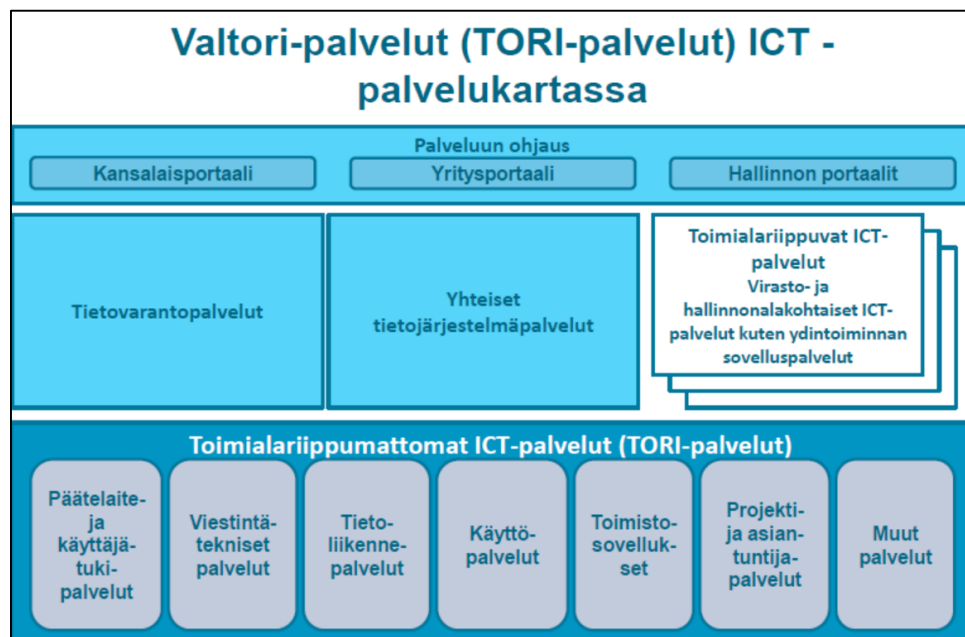 Valtori-palvelut (TORI-palvelut) ICT -
palvelukartassa
Palveluun ohjaus
Kansalaisportaali
Yritysportaali
Hallinnon portaalit
Tietovarantopalvelut
Yhteiset
tietojärjestelmäpalvelut
Toimialariippuvat ICT-
palvelut
Virasto- ja
hallinnonalakohtaiset ICT-
palvelut kuten ydintoiminnan
sovelluspalvelut
Toimialariippumattomat ICT-palvelut (TORI-palvelut)
Päätelaite-
ja
käyttäjä-
tuki-
palvelut
Viestintä-
tekniset
palvelut
Tieto-
liikenne-
palvelut
Käyttö-
palvelut
Toimisto-
sovelluk-
set
Projekti-
ja asian-
tuntija-
palvelut
Muut
palvelut